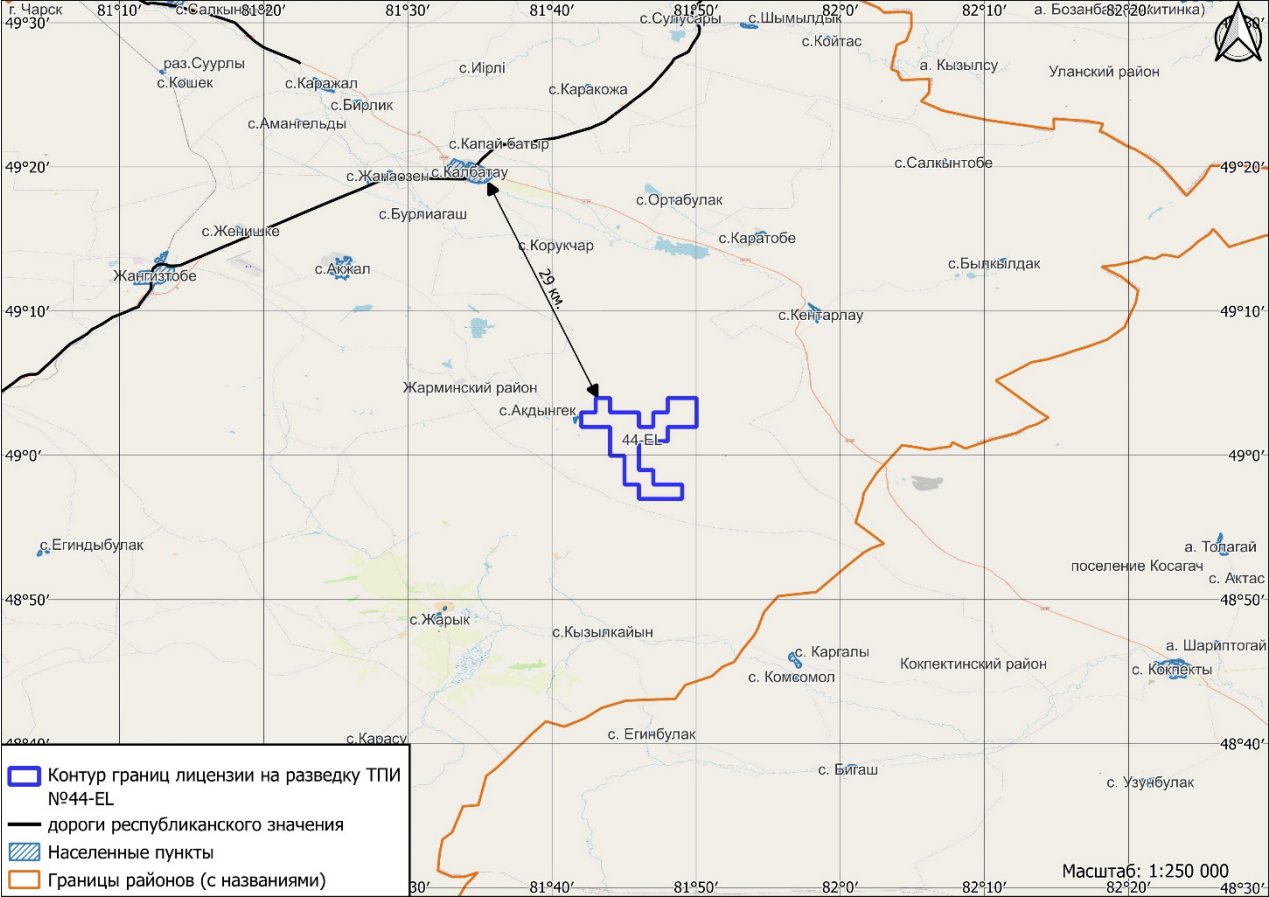 г. Чарск
81°10′
с.Салкынтобе
81°20′
81°30′
81°40′
81°50′
82°0′
82°10′
82°20′
49°30′
с.Сулусары
с.Шымылдык
с.Койтас
раз.Суурлы
с.Кошек
с.Каражал
с.Бирлик
с.Амангельды
с.Иірлі
с.Каракожа
а. Кызылсу
Уланский район
с.Капай-батыр
49°20′
с.Жанаозен
с.Калбатау
с.Салкынтобе
49°20′
с.Бурлиагаш
с.Ортабулак
с.Женишке
с.Корукчар
с.Каратобе
Жангизтобе
с.Акжал
29 км.
с.Былкылдак
49°10′
с.Кентарлау
49°10′
Жарминский район
с.Акдынгек
44-EL
49°0′
49°0′
с.Егиндыбулак
а. Толагай
поселение Косагач
с. Актас
48°50′
48°50′
с.Жарык
с.Кызылкайын
с. Каргалы
с. Комсомол
Кокпектинский район
а. Шариптогай
с. Кокпекты
48°40′
с.Карасу
с. Егинбулак
48°40′
с. Бигаш
с. Узунбулак
Контур границ лицензии на разведку ТПИ
№44-EL
дороги республиканского значения
Населенные пункты
Границы районов (с названиями)
Масштаб: 1:250 000
81°40′
81°50′
82°0′
82°10′
82°20′
48°30′